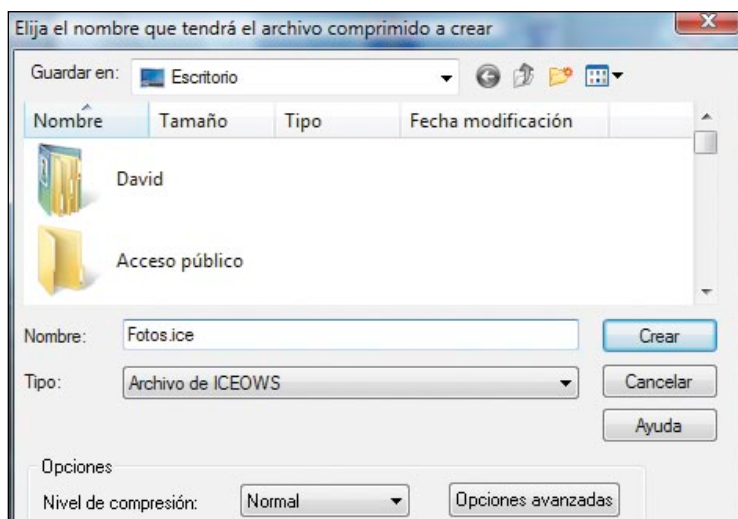 Elija el nombre que tendrá el archivo comprimido a crear
Guardar en: Escritorio
Nombre Tamaño Tipo Fecha modificación
David
Acceso público
Nombre: Fotos.ice Crear
Tipo: Archivo de ICEOWS Cancelar
Ayuda
Opciones
Nivel de compresión: Normal Opciones avanzadas